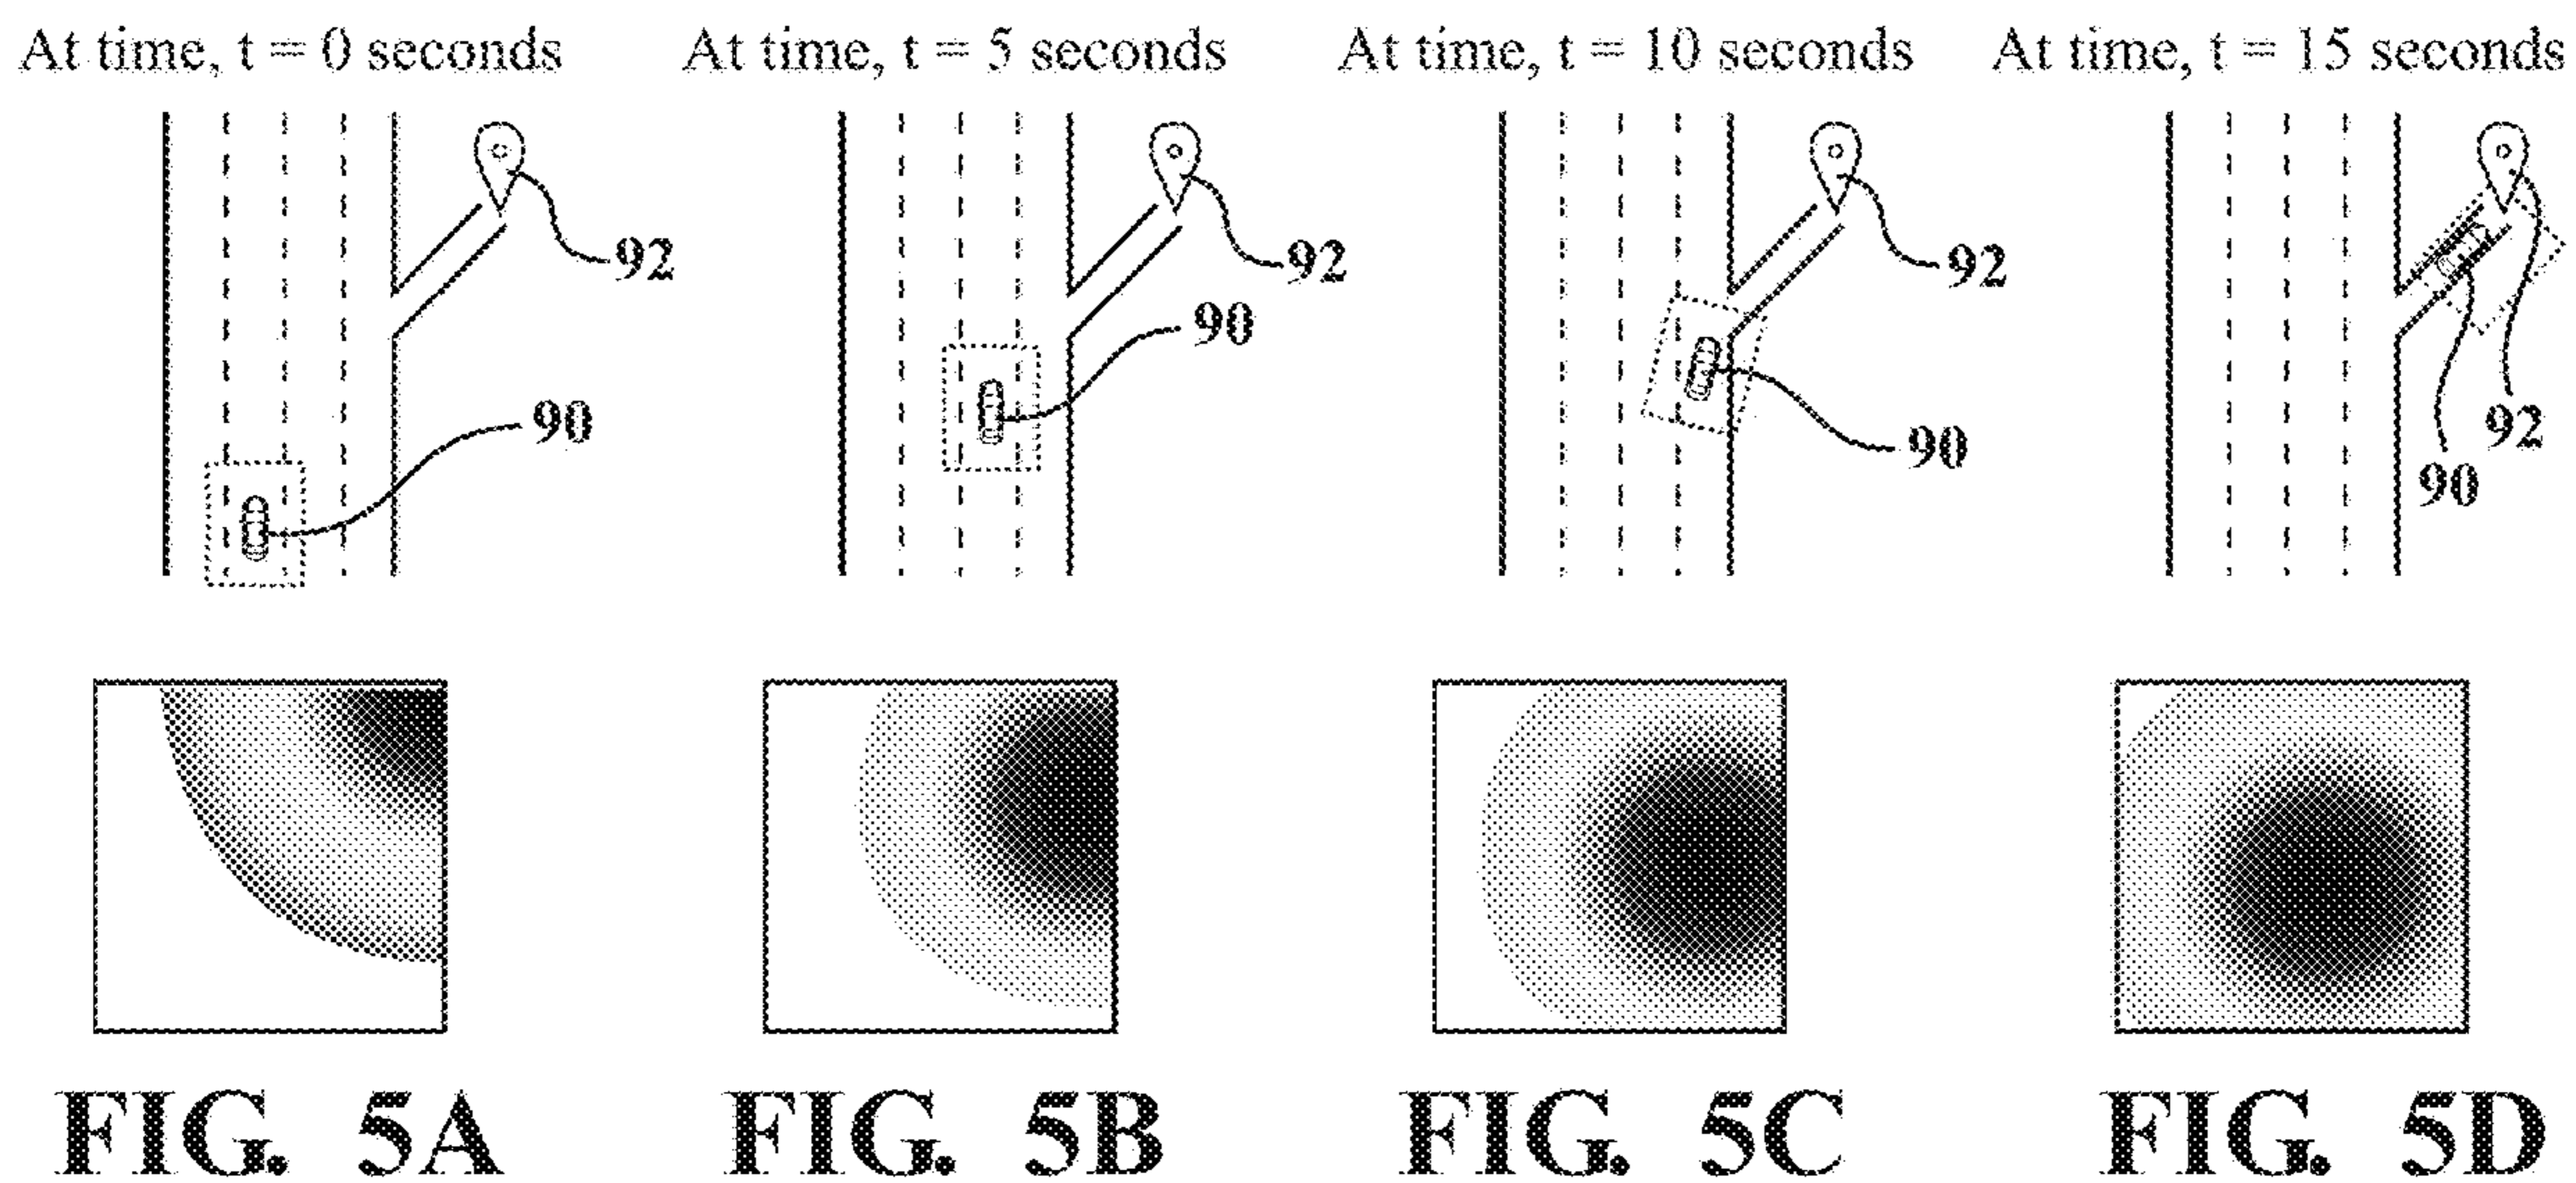 At time, t = 0 seconds
At time, t = 5 seconds
At time, t = 10 seconds
At time, t = 15 seconds
92
90
92
90
92
90
92
90
FIG. 5A
FIG. 5B
FIG. 5C
FIG. 5D